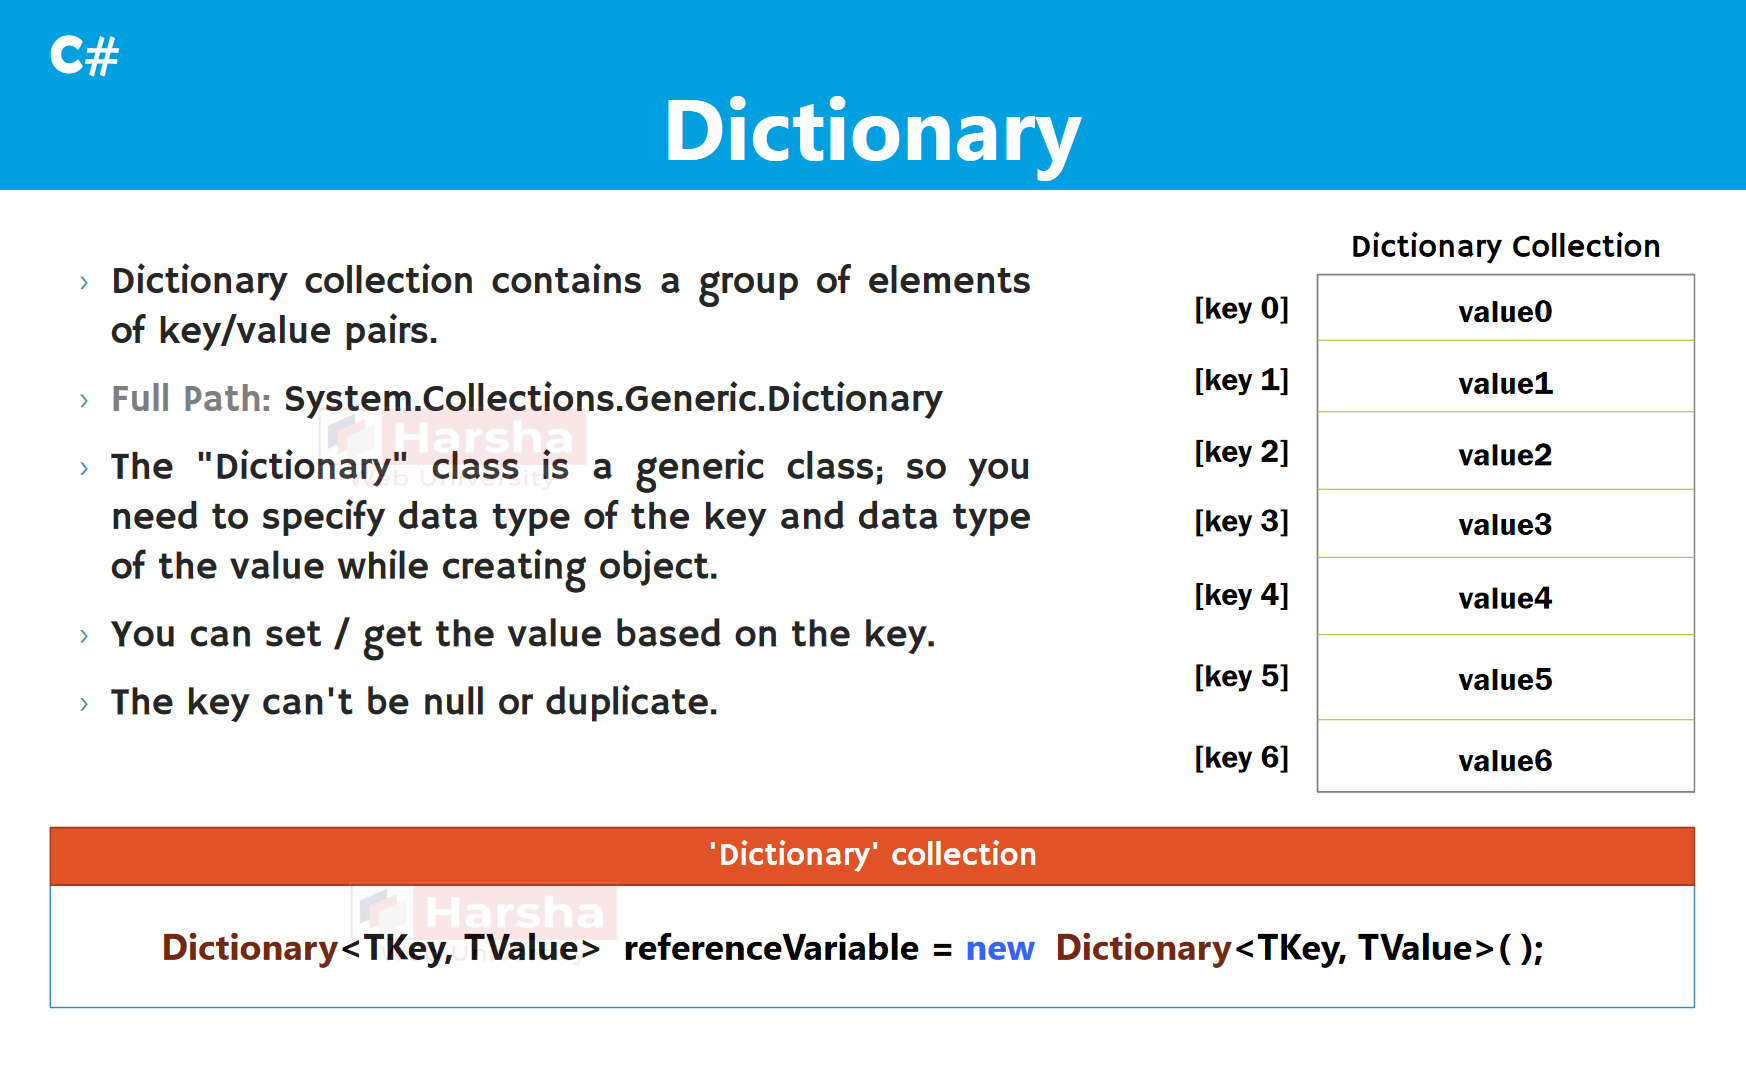 C#
Dictionary
Dictionary collection contains a group of elements
of key/value pairs.
Full Path: System.Collections.Generic.Dictionary
The "Dictionary" class is a generic class; so you
need to specify data type of the key and data type
of the value while creating object.
You can set / get the value based on the key.
The key can't be null or duplicate.
Harsha
Web University
Dictionary Collection
[key 0] value0
[key 1] value1
[key 2] value2
[key 3] value3
[key 4] value4
[key 5] value5
[key 6] value6
'Dictionary' collection
Dictionary<TKey, TValue> referenceVariable = new Dictionary<TKey, TValue>( );
Harsha
Web University